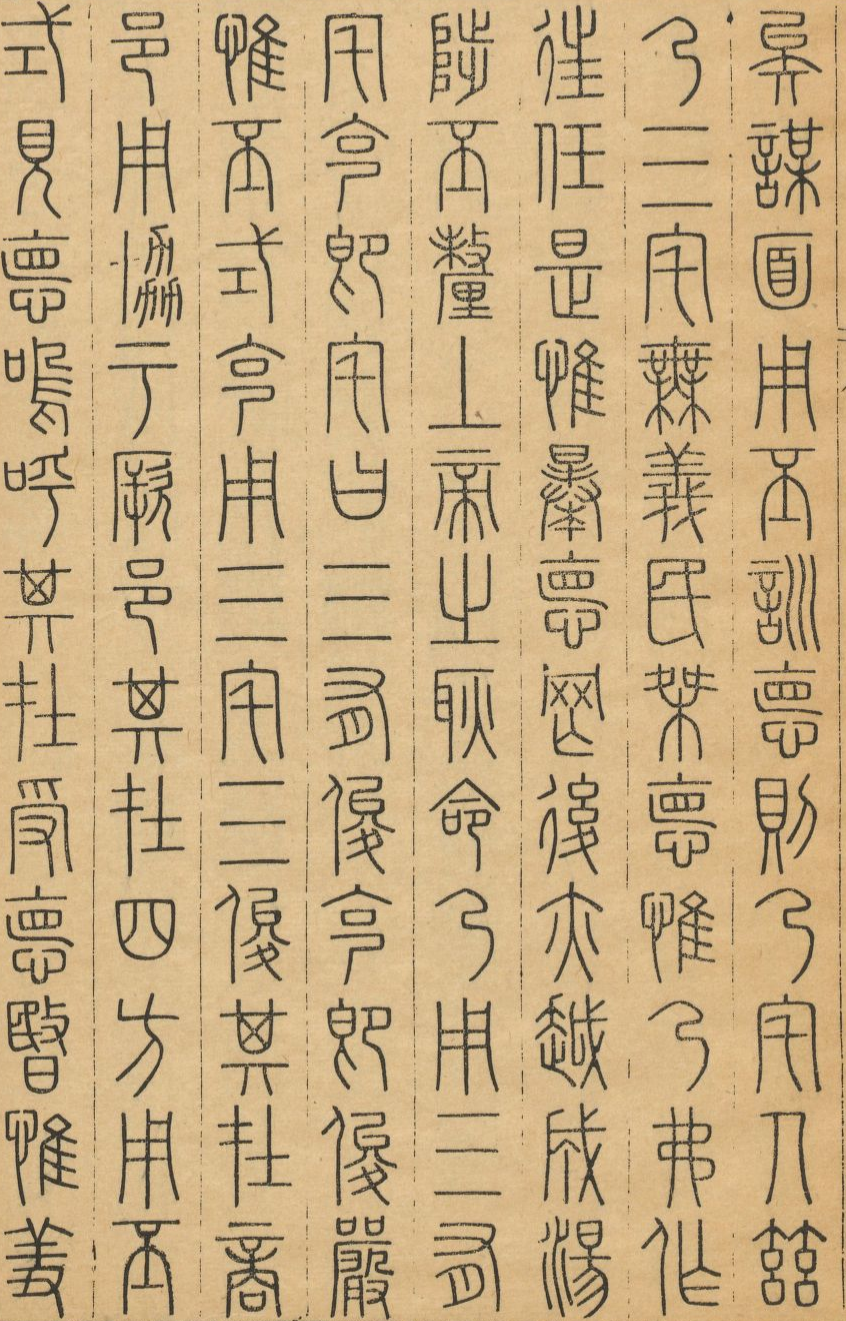 矣謀面用丕訓德則乃宅人茲
乃三宅無義民桀德惟乃弗作
往任是惟暴德罔後亦越成湯
陟丕釐上帝之耿命乃用三有
宅克即宅曰三有俊克即俊嚴
惟丕式克用三宅三俊其在商
邑用協于厥邑其在四方用丕
式見德嗚呼其在受德暋惟羞